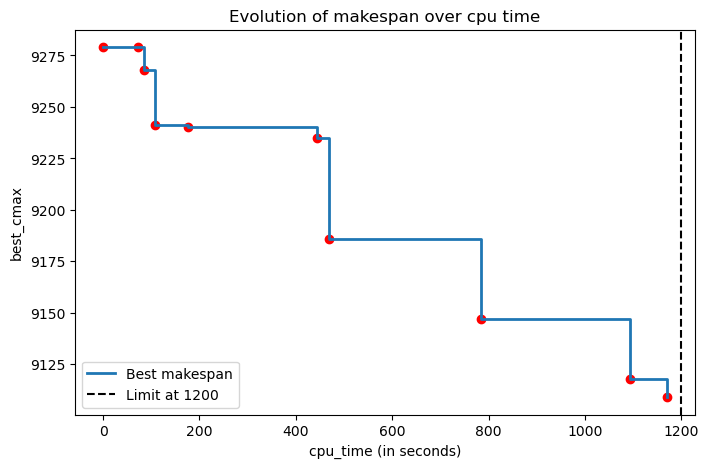 Evolution of makespan over cpu time
best_cmax
9275
9250
9225
9200
9175
9150
9125
Best makespan
Limit at 1200
0
200
400
600
800
1000
1200
cpu_time (in seconds)